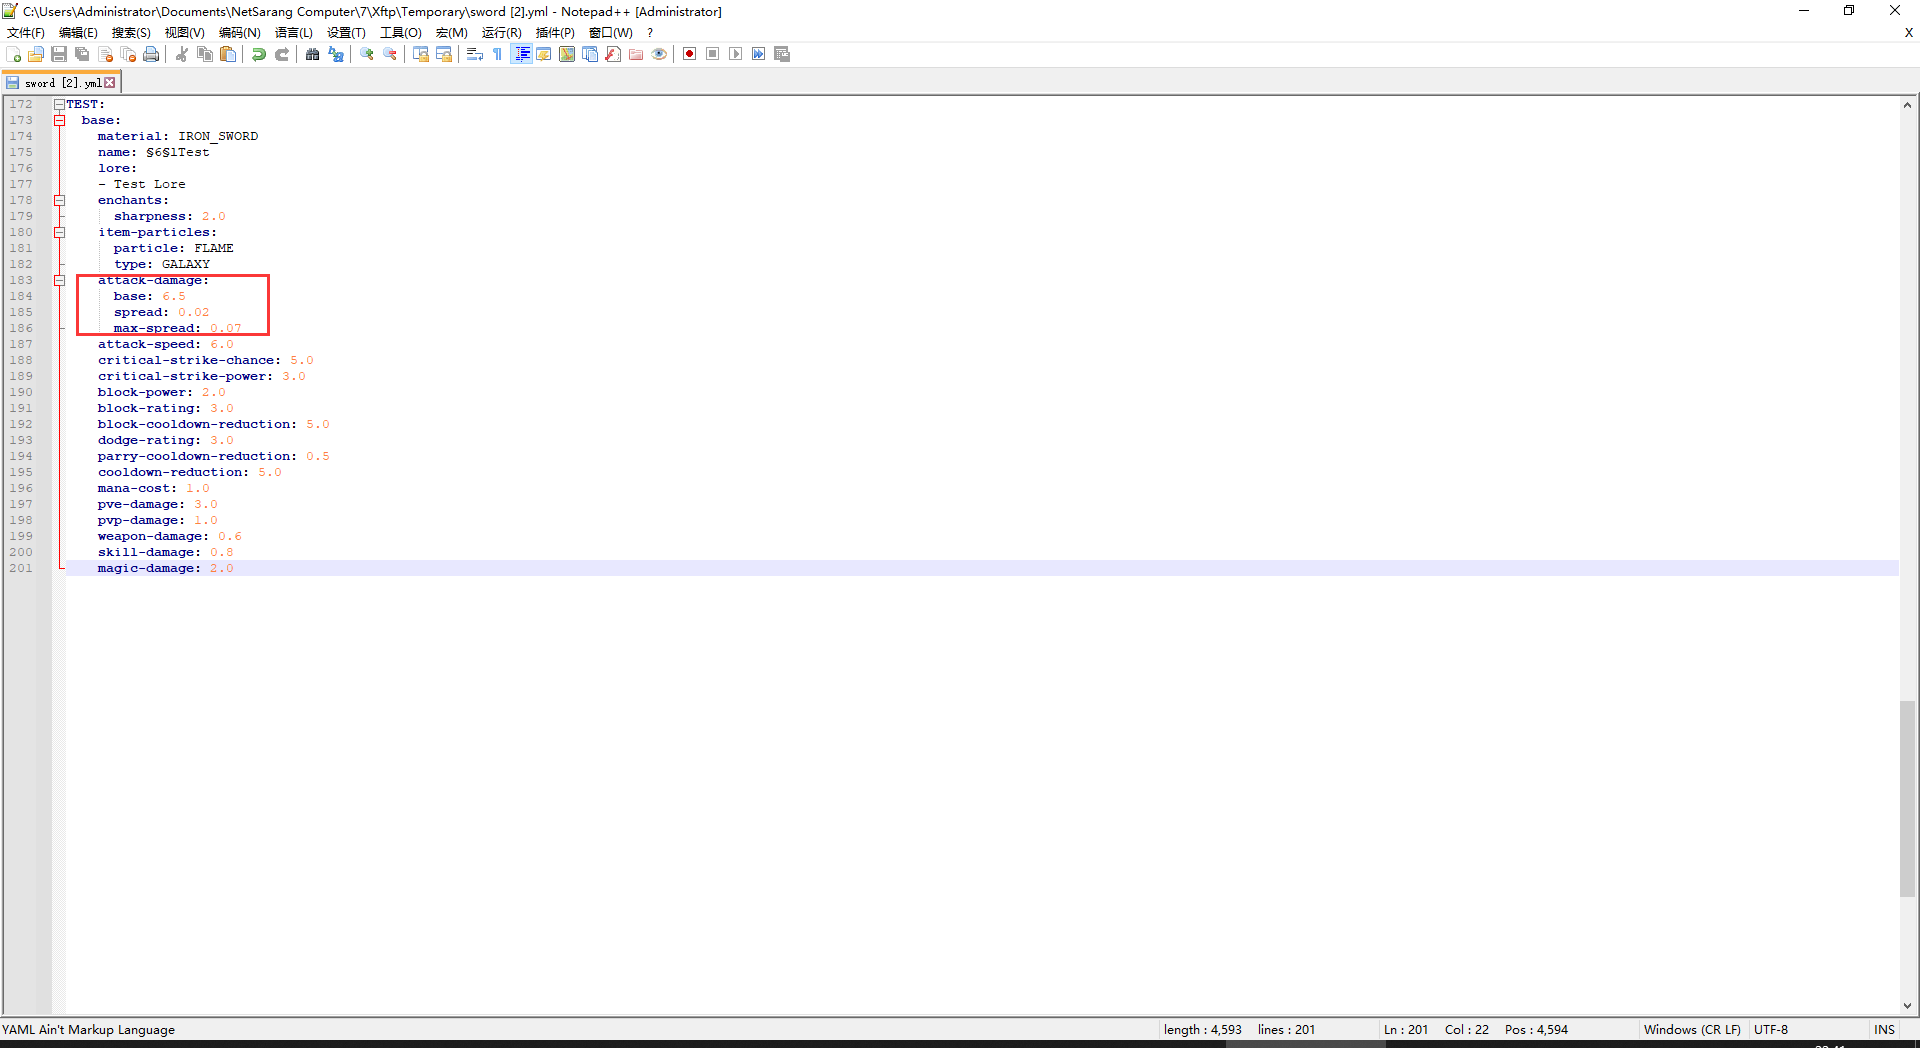 C:\Users\Administrator\Documents\NetSarang Computer\7\Xftp\Temporary\sword [2].yml - Notepad++ [Administrator]
文件(F) 编辑(E) 搜索(S) 视图(V) 编码(N) 语言(L) 设置(T) 工具(O) 宏(M) 运行(R) 插件(P) 窗口(W) ? X
sword [2].yml
172 TEST:
173 base:
174 material: IRON_SWORD
175 name: §6§lTest
176 lore:
177 - Test Lore
178 enchants:
179 sharpness: 2.0
180 item-particles:
181 particle: FLAME
182 type: GALAXY
183 attack-damage:
184 base: 6.5
185 spread: 0.02
186 max-spread: 0.07
187 attack-speed: 6.0
188 critical-strike-chance: 5.0
189 critical-strike-power: 3.0
190 block-power: 2.0
191 block-rating: 3.0
192 block-cooldown-reduction: 5.0
193 dodge-rating: 3.0
194 parry-cooldown-reduction: 0.5
195 cooldown-reduction: 5.0
196 mana-cost: 1.0
197 pve-damage: 3.0
198 pvp-damage: 1.0
199 weapon-damage: 0.6
200 skill-damage: 0.8
201 magic-damage: 2.0
YAML Ain't Markup Language length : 4,593 lines : 201 Ln : 201 Col : 22 Pos : 4,594 Windows (CR LF) UTF-8 INS